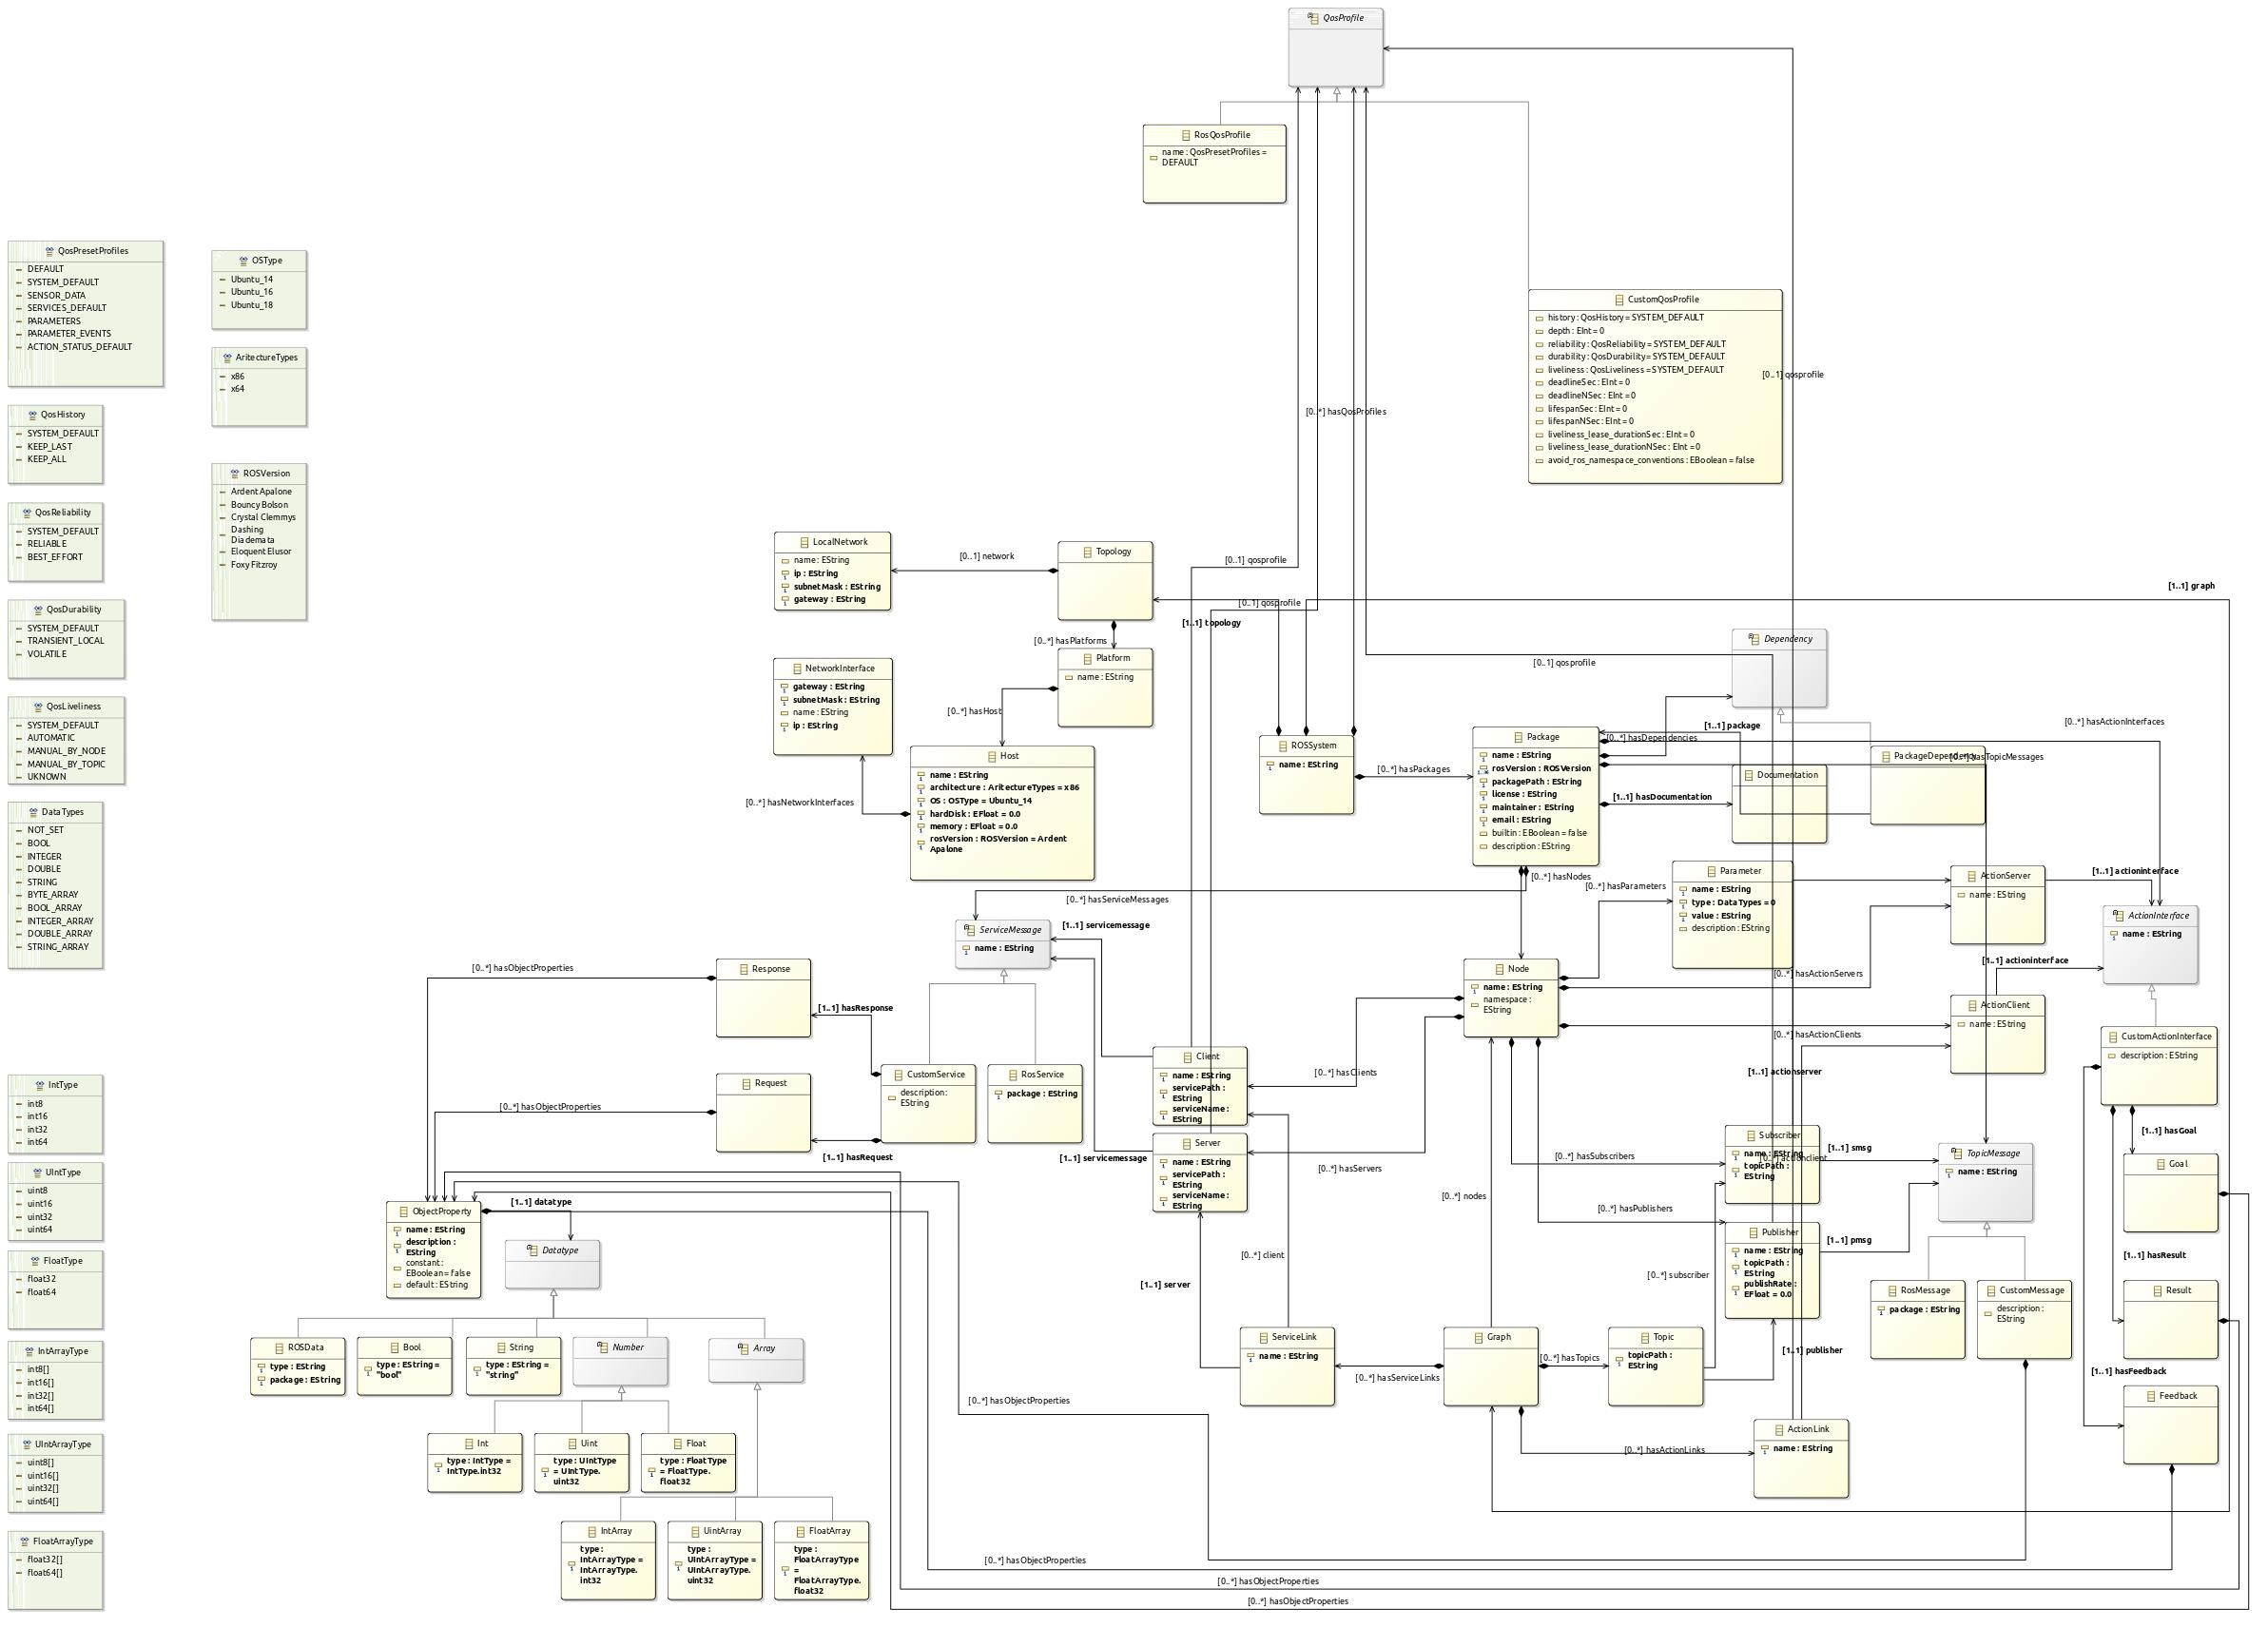 QosProfile
RosQosProfile
name : QosPresetProfiles =
DEFAULT
CustomQosProfile
history : QosHistory = SYSTEM_DEFAULT
depth : EInt = 0
reliability : QosReliability = SYSTEM_DEFAULT
durability : QosDurability = SYSTEM_DEFAULT
liveliness : QosLiveliness = SYSTEM_DEFAULT
deadlineSec : EInt = 0
deadlineNSec : EInt = 0
lifespanSec : EInt = 0
lifespanNSec : EInt = 0
liveliness_lease_durationSec : EInt = 0
liveliness_lease_durationNSec : EInt = 0
avoid_ros_namespace_conventions : EBoolean = false
[0..1] qosprofile
[0..*] hasQosProfiles
QosPresetProfiles
DEFAULT
SYSTEM_DEFAULT
SENSOR_DATA
SERVICES_DEFAULT
PARAMETERS
PARAMETER_EVENTS
ACTION_STATUS_DEFAULT
OSType
Ubuntu_14
Ubuntu_16
Ubuntu_18
AritectureTypes
x86
x64
QosHistory
SYSTEM_DEFAULT
KEEP_LAST
KEEP_ALL
ROSVersion
Ardent Apalone
Bouncy Bolson
Crystal Clemmys
Dashing
Diademata
Eloquent Elusor
Foxy Fitzroy
QosReliability
SYSTEM_DEFAULT
RELIABLE
BEST_EFFORT
QosDurability
SYSTEM_DEFAULT
TRANSIENT_LOCAL
VOLATILE
QosLiveliness
SYSTEM_DEFAULT
AUTOMATIC
MANUAL_BY_NODE
MANUAL_BY_TOPIC
UKNOWN
DataTypes
NOT_SET
BOOL
INTEGER
DOUBLE
STRING
BYTE_ARRAY
BOOL_ARRAY
INTEGER_ARRAY
DOUBLE_ARRAY
STRING_ARRAY
IntType
int8
int16
int32
int64
UIntType
uint8
uint16
uint32
uint64
FloatType
float32
float64
IntArrayType
int8[]
int16[]
int32[]
int64[]
UIntArrayType
uint8[]
uint16[]
uint32[]
uint64[]
FloatArrayType
float32[]
float64[]
LocalNetwork
name : EString
ip : EString
subnetMask : EString
gateway : EString
[0..1] network
Topology
[0..1] qosprofile
[0..1] qosprofile
[1..1] topology
[1..1] graph
[0..*] hasPlatforms
Platform
name : EString
NetworkInterface
gateway : EString
subnetMask : EString
name : EString
ip : EString
[0..*] hasHost
Host
name : EString
architecture : AritectureTypes = x86
OS : OSType = Ubuntu_14
hardDisk : EFloat = 0.0
memory : EFloat = 0.0
rosVersion : ROSVersion = Ardent
Apalone
[0..*] hasNetworkInterfaces
ROSSystem
name : EString
[0..*] hasPackages
[0..1] qosprofile
Dependency
Package
name : EString
rosVersion : ROSVersion
packagePath : EString
license : EString
maintainer : EString
email : EString
builtin : EBoolean = false
description : EString
[1..1] package
[0..*] hasDependencies
[0..*] hasActionInterfaces
PackageDependency
[0..*] hasTopicMessages
Documentation
[1..1] hasDocumentation
[0..*] hasNodes
[0..*] hasParameters
[0..*] hasServiceMessages
Parameter
name : EString
type : DataTypes = 0
value : EString
description : EString
ActionServer
name : EString
[1..1] actioninterface
ActionInterface
name : EString
[1..1] actioninterface
[0..*] hasActionServers
[0..*] hasActionClients
ActionClient
name : EString
[1..1] actionserver
ServiceMessage
name : EString
[1..1] servicemessage
Response
[0..*] hasObjectProperties
[1..1] hasResponse
Node
name : EString
namespace :
EString
Request
[0..*] hasObjectProperties
[1..1] hasRequest
CustomService
description :
EString
RosService
package : EString
Client
name : EString
servicePath :
EString
serviceName :
EString
[0..*] hasClients
[1..1] servicemessage
Server
name : EString
servicePath :
EString
serviceName :
EString
[0..*] hasServers
CustomActionInterface
description : EString
[1..1] hasGoal
Goal
Subscriber
name : EString
topicPath :
EString
[0..*] hasSubscribers
[1..1] smsg
TopicMessage
name : EString
[0..*] nodes
[0..*] hasPublishers
Publisher
name : EString
topicPath :
EString
publishRate :
EFloat = 0.0
[1..1] pmsg
[0..*] subscriber
[1..1] publisher
[1..1] hasResult
Result
[1..1] hasFeedback
Feedback
RosMessage
package : EString
CustomMessage
description :
EString
ObjectProperty
name : EString
description :
EString
constant :
EBoolean = false
default : EString
[1..1] datatype
Datatype
[0..*] client
[1..1] server
ROSData
type : EString
package : EString
Bool
type : EString =
"bool"
String
type : EString =
"string"
Number
Array
ServiceLink
name : EString
[0..*] hasServiceLinks
Graph
[0..*] hasTopics
Topic
topicPath :
EString
[0..*] hasObjectProperties
[0..*] hasActionLinks
ActionLink
name : EString
Int
type : IntType =
IntType.int32
Uint
type : UIntType
= UIntType.
uint32
Float
type : FloatType
= FloatType.
float32
IntArray
type :
IntArrayType =
IntArrayType.
int32
UintArray
type :
UIntArrayType =
UIntArrayType.
uint32
FloatArray
type :
FloatArrayType
=
FloatArrayType.
float32
[0..*] hasObjectProperties
[0..*] hasObjectProperties
[0..*] hasObjectProperties